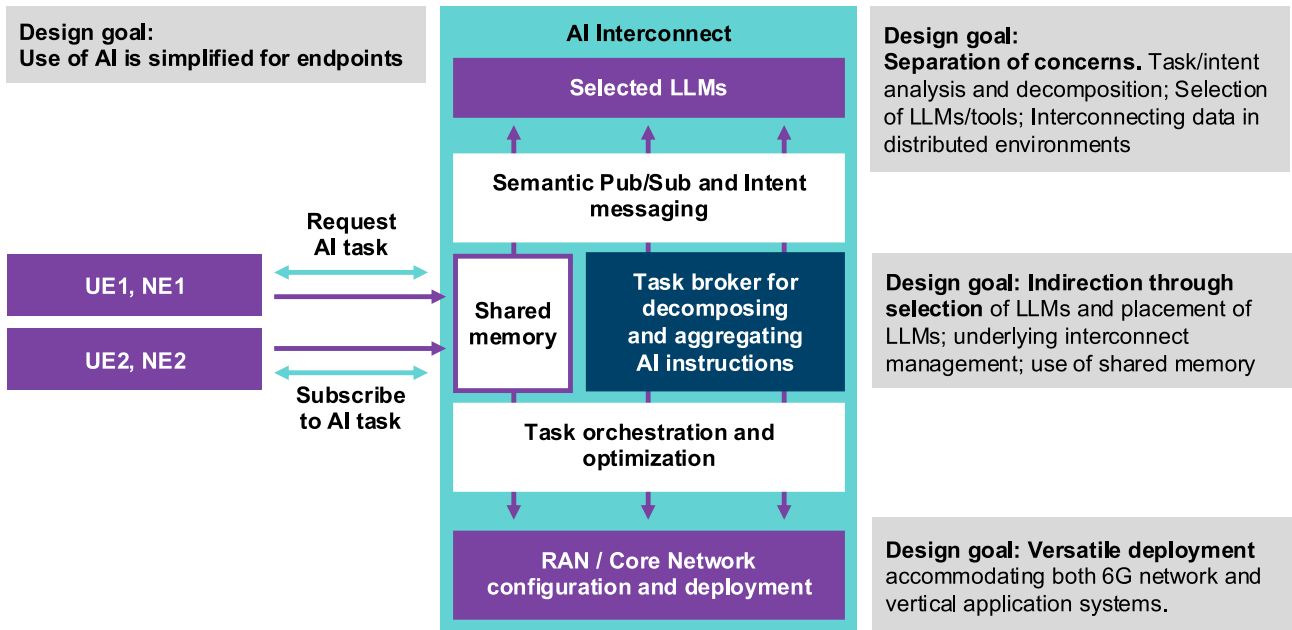 Design goal:
Use of AI is simplified for endpoints
AI Interconnect
Selected LLMs
Semantic Pub/Sub and Intent
messaging
Request
AI task
UE1, NE1
UE2, NE2
Subscribe
to AI task
Shared
memory
Task broker for
decomposing
and aggregating
AI instructions
Task orchestration and
optimization
RAN / Core Network
configuration and deployment
Design goal:
Separation of concerns. Task/intent
analysis and decomposition; Selection
of LLMs/tools; Interconnecting data in
distributed environments
Design goal: Indirection through
selection of LLMs and placement of
LLMs; underlying interconnect
management; use of shared memory
Design goal: Versatile deployment
accommodating both 6G network and
vertical application systems.